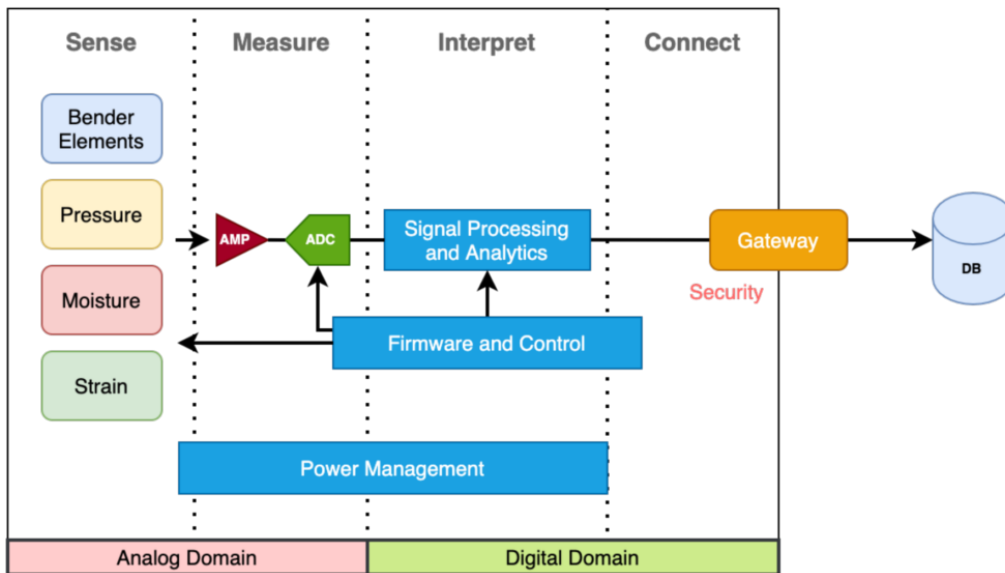 Sense
Measure
Interpret
Connect
Bender
Elements
Pressure
Moisture
Strain
AMP
ADC
Signal Processing
and Analytics
Gateway
Security
DB
Firmware and Control
Power Management
Analog Domain
Digital Domain